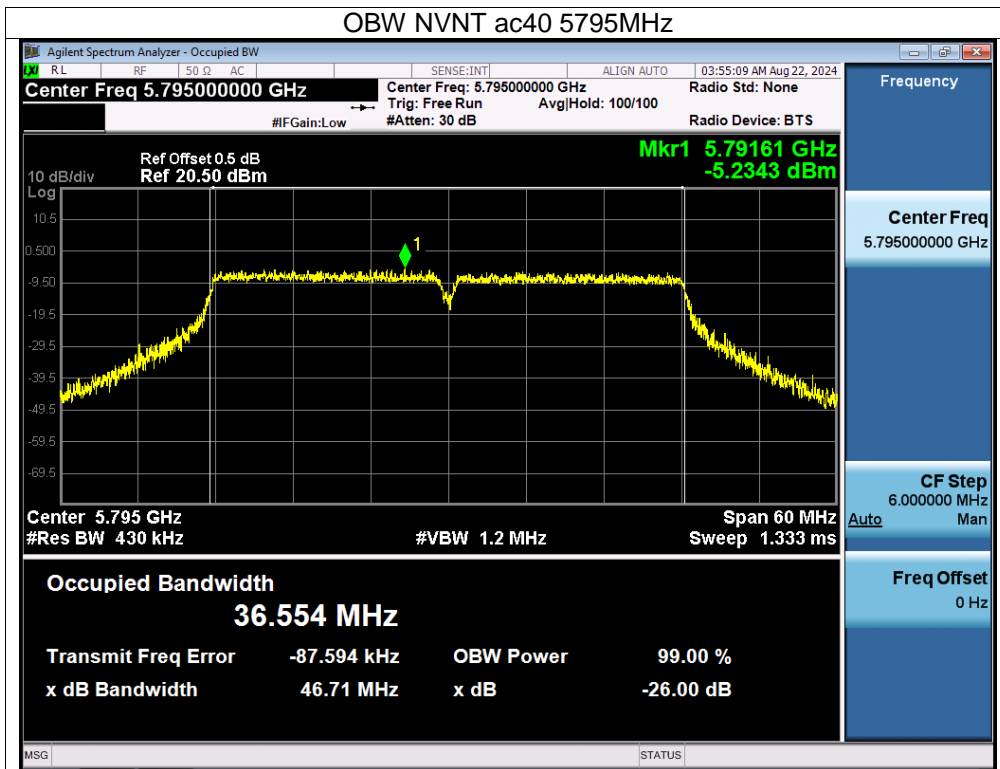 OBW NVNT ac40 5795MHz
Agilent Spectrum Analyzer - Occupied BW
LXI RL RF 50 Ω AC SENSE:INT ALIGN AUTO 03:55:09 AM Aug 22, 2024
Center Freq 5.795000000 GHz
#IFGain:Low
Center Freq: 5.795000000 GHz
Trig: Free Run Avg|Hold: 100/100
#Atten: 30 dB
Radio Std: None
Radio Device: BTS
Frequency
Ref Offset 0.5 dB
10 dB/div Ref 20.50 dBm
Log
Mkr1 5.79161 GHz
-5.2343 dBm
10.5
0.500
-9.50
-19.5
-29.5
-39.5
-49.5
-59.5
-69.5
1
Center 5.795 GHz Span 60 MHz
#Res BW 430 kHz #VBW 1.2 MHz Sweep 1.333 ms
Center Freq
5.795000000 GHz
CF Step
6.000000 MHz
Auto Man
Freq Offset
0 Hz
Occupied Bandwidth
36.554 MHz
Transmit Freq Error -87.594 kHz OBW Power 99.00 %
x dB Bandwidth 46.71 MHz x dB -26.00 dB
MSG STATUS